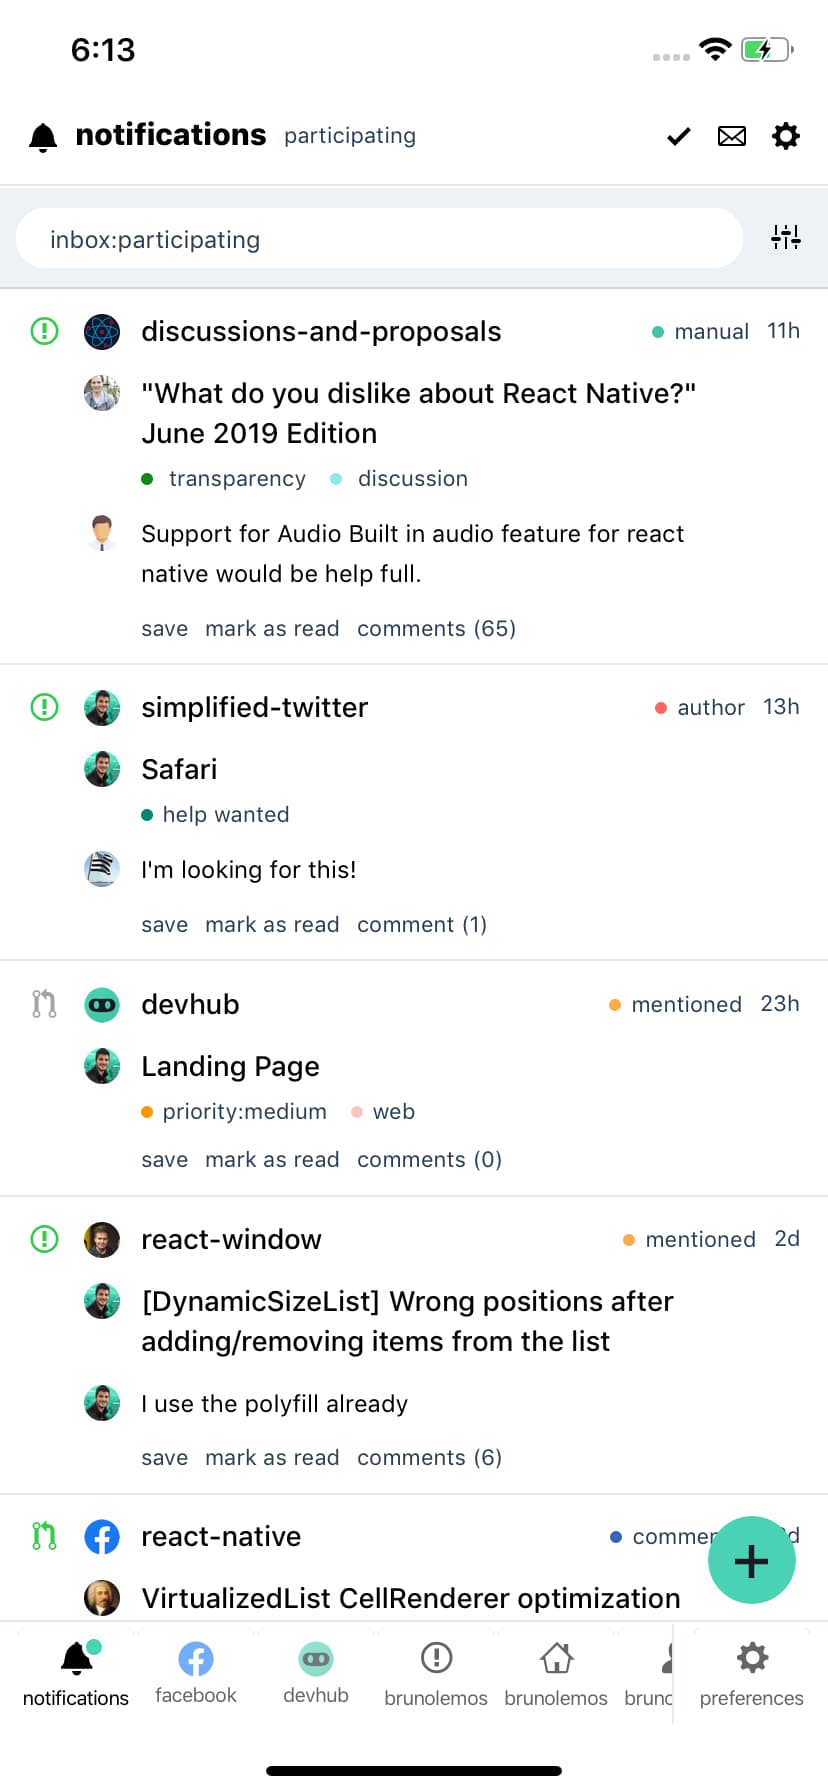 6:13
notifications participating
inbox:participating
discussions-and-proposals manual 11h
"What do you dislike about React Native?"
June 2019 Edition
transparency discussion
Support for Audio Built in audio feature for react
native would be help full.
save mark as read comments (65)
simplified-twitter author 13h
Safari
help wanted
I'm looking for this!
save mark as read comment (1)
devhub mentioned 23h
Landing Page
priority:medium web
save mark as read comments (0)
react-window mentioned 2d
[DynamicSizeList] Wrong positions after
adding/removing items from the list
I use the polyfill already
save mark as read comments (6)
react-native
VirtualizedList CellRenderer optimization
notifications facebook devhub brunolemos brunolemos preferences